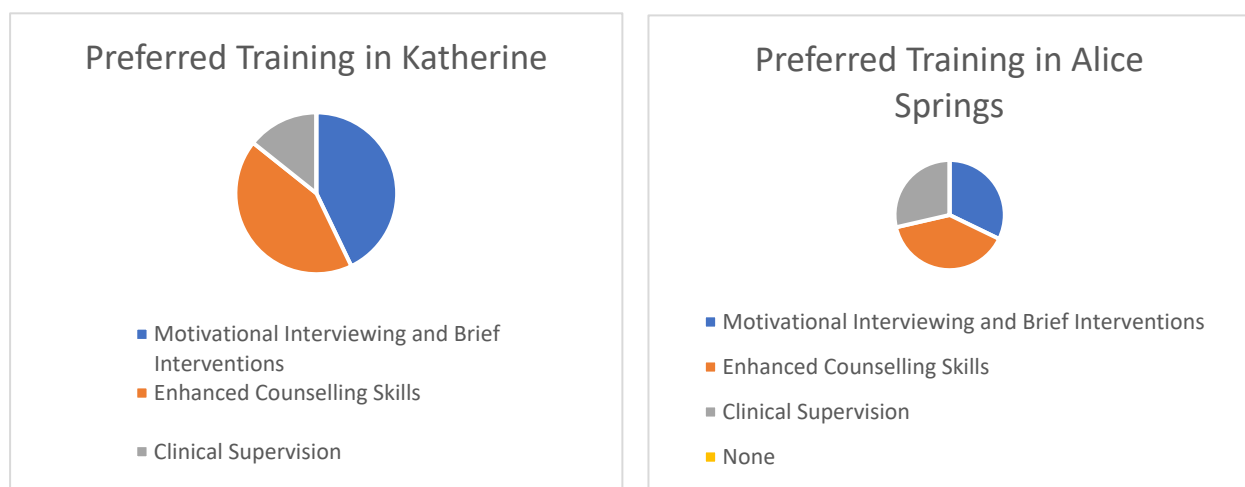 Preferred Training in Katherine
Motivational Interviewing and Brief
Interventions
Enhanced Counselling Skills
Clinical Supervision
Preferred Training in Alice
Springs
Motivational Interviewing and Brief Interventions
Enhanced Counselling Skills
Clinical Supervision
None